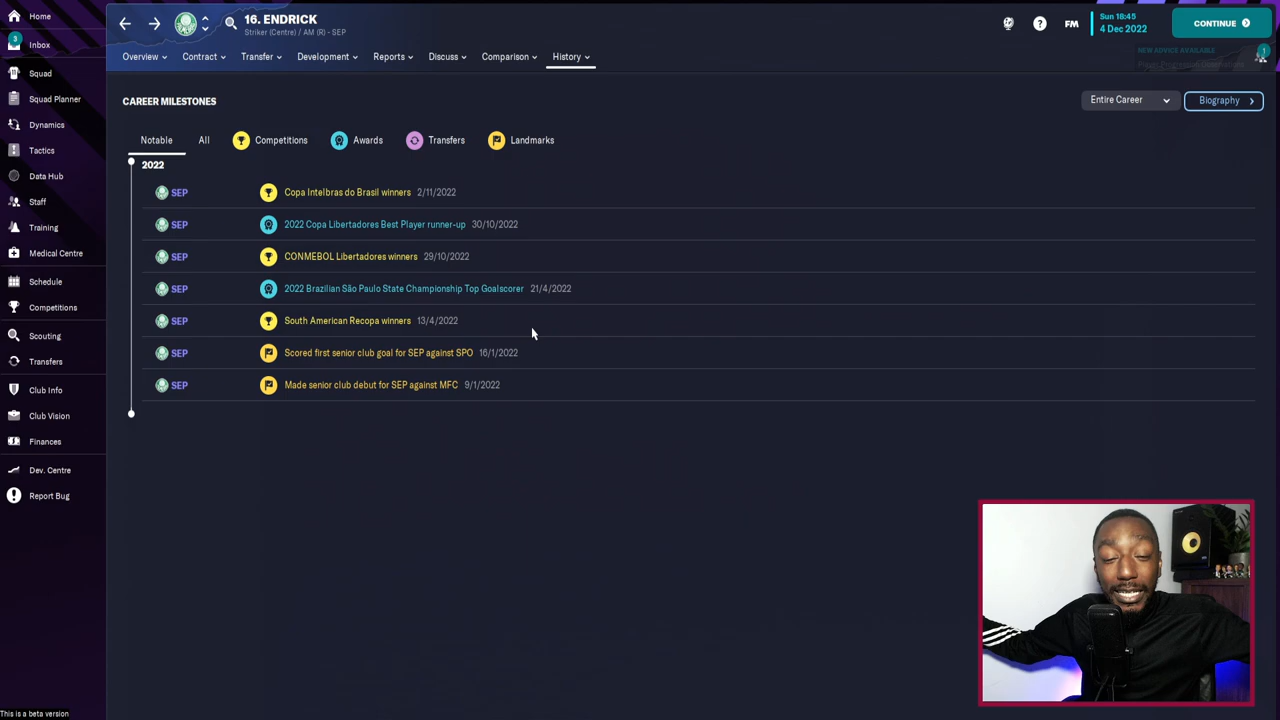 Home
3
Inbox
Squad
Squad Planner
Dynamics
Tactics
Data Hub
Staff
Training
Medical Centre
Schedule
Competitions
Scouting
Transfers
Club Info
Club Vision
Finances
Dev. Centre
Report Bug
This is a beta version
16. ENDRICK
Striker (Centre) / AM (R) - SEP
?
FM
Sun 18:45
4 Dec 2022
CONTINUE
Overview Contract Transfer Development Reports Discuss Comparison History
NEW ADVICE AVAILABLE
1
CAREER MILESTONES
Entire Career
Biography
Notable All Competitions Awards Transfers Landmarks
2022
SEP Copa Intelbras do Brasil winners 2/11/2022
SEP 2022 Copa Libertadores Best Player runner-up 30/10/2022
SEP CONMEBOL Libertadores winners 29/10/2022
SEP 2022 Brazilian São Paulo State Championship Top Goalscorer 21/4/2022
SEP South American Recopa winners 13/4/2022
SEP Scored first senior club goal for SEP against SPO 16/1/2022
SEP Made senior club debut for SEP against MFC 9/1/2022